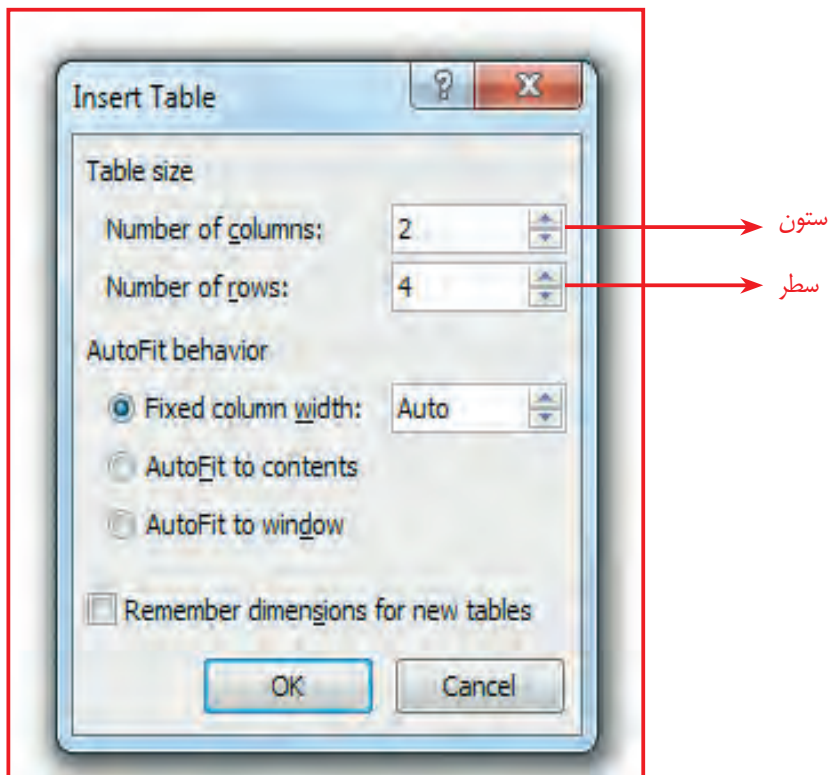 Insert Table
Table size
Number of columns: 2
ستون
Number of rows: 4
سطر
AutoFit behavior
Fixed column width: Auto
AutoFit to contents
AutoFit to window
Remember dimensions for new tables
OK Cancel